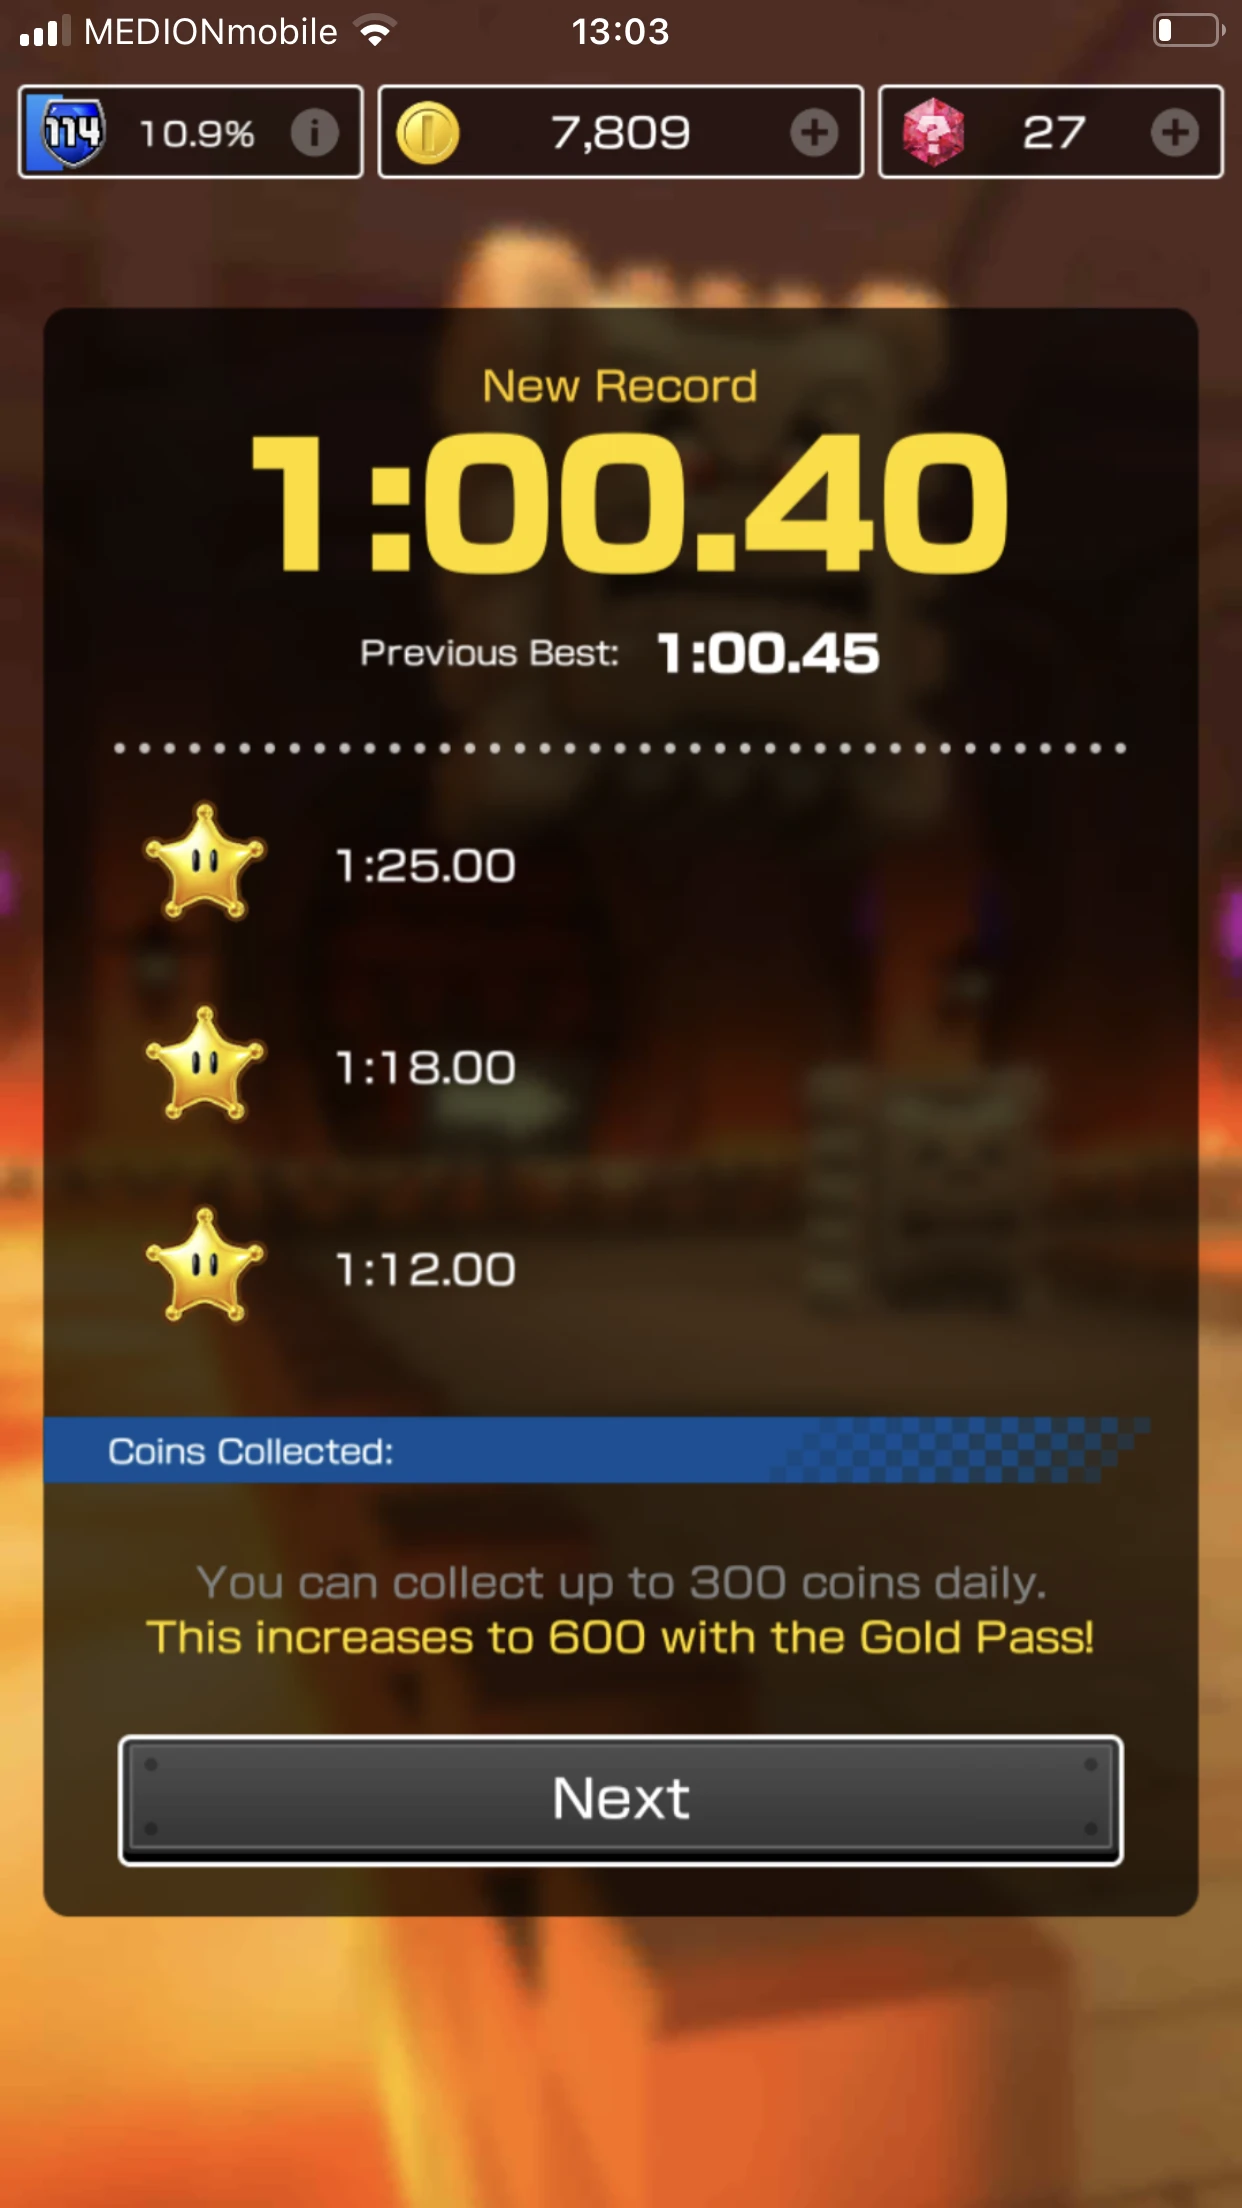 MEDIONmobile 13:03
114 10.9% i 7,809 + ? 27 +
New Record
1:00.40
Previous Best: 1:00.45
1:25.00
1:18.00
1:12.00
Coins Collected:
You can collect up to 300 coins daily.
This increases to 600 with the Gold Pass!
Next